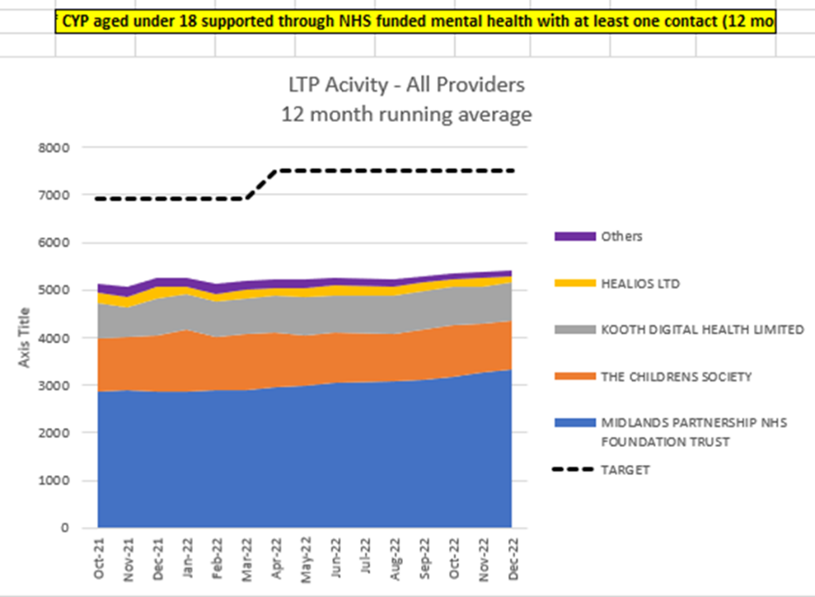 CYP aged under 18 supported through NHS funded mental health with at least one contact (12 mo
LTP Acivity - All Providers
12 month running average
8000
7000
6000
5000
4000
3000
2000
1000
0
Axis Title
Oct-21
Nov-21
Dec-21
Jan-22
Feb-22
Mar-22
Apr-22
May-22
Jun-22
Jul-22
Aug-22
Sep-22
Oct-22
Nov-22
Dec-22
Others
HEALIOS LTD
KOOTH DIGITAL HEALTH LIMITED
THE CHILDRENS SOCIETY
MIDLANDS PARTNERSHIP NHS
FOUNDATION TRUST
TARGET